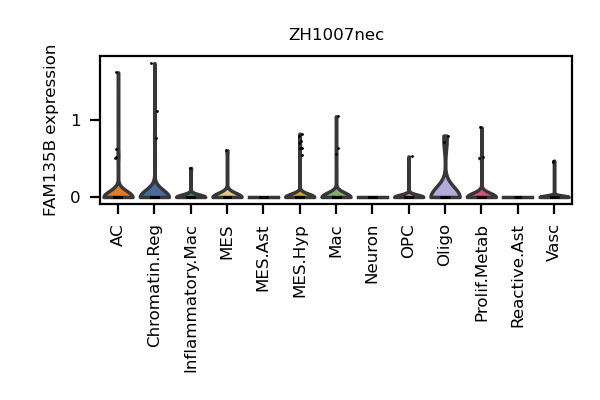 ZH1007nec
FAM135B expression
1
0
AC
Chromatin.Reg
Inflammatory.Mac
MES
MES.Ast
MES.Hyp
Mac
Neuron
OPC
Oligo
Prolif.Metab
Reactive.Ast
Vasc